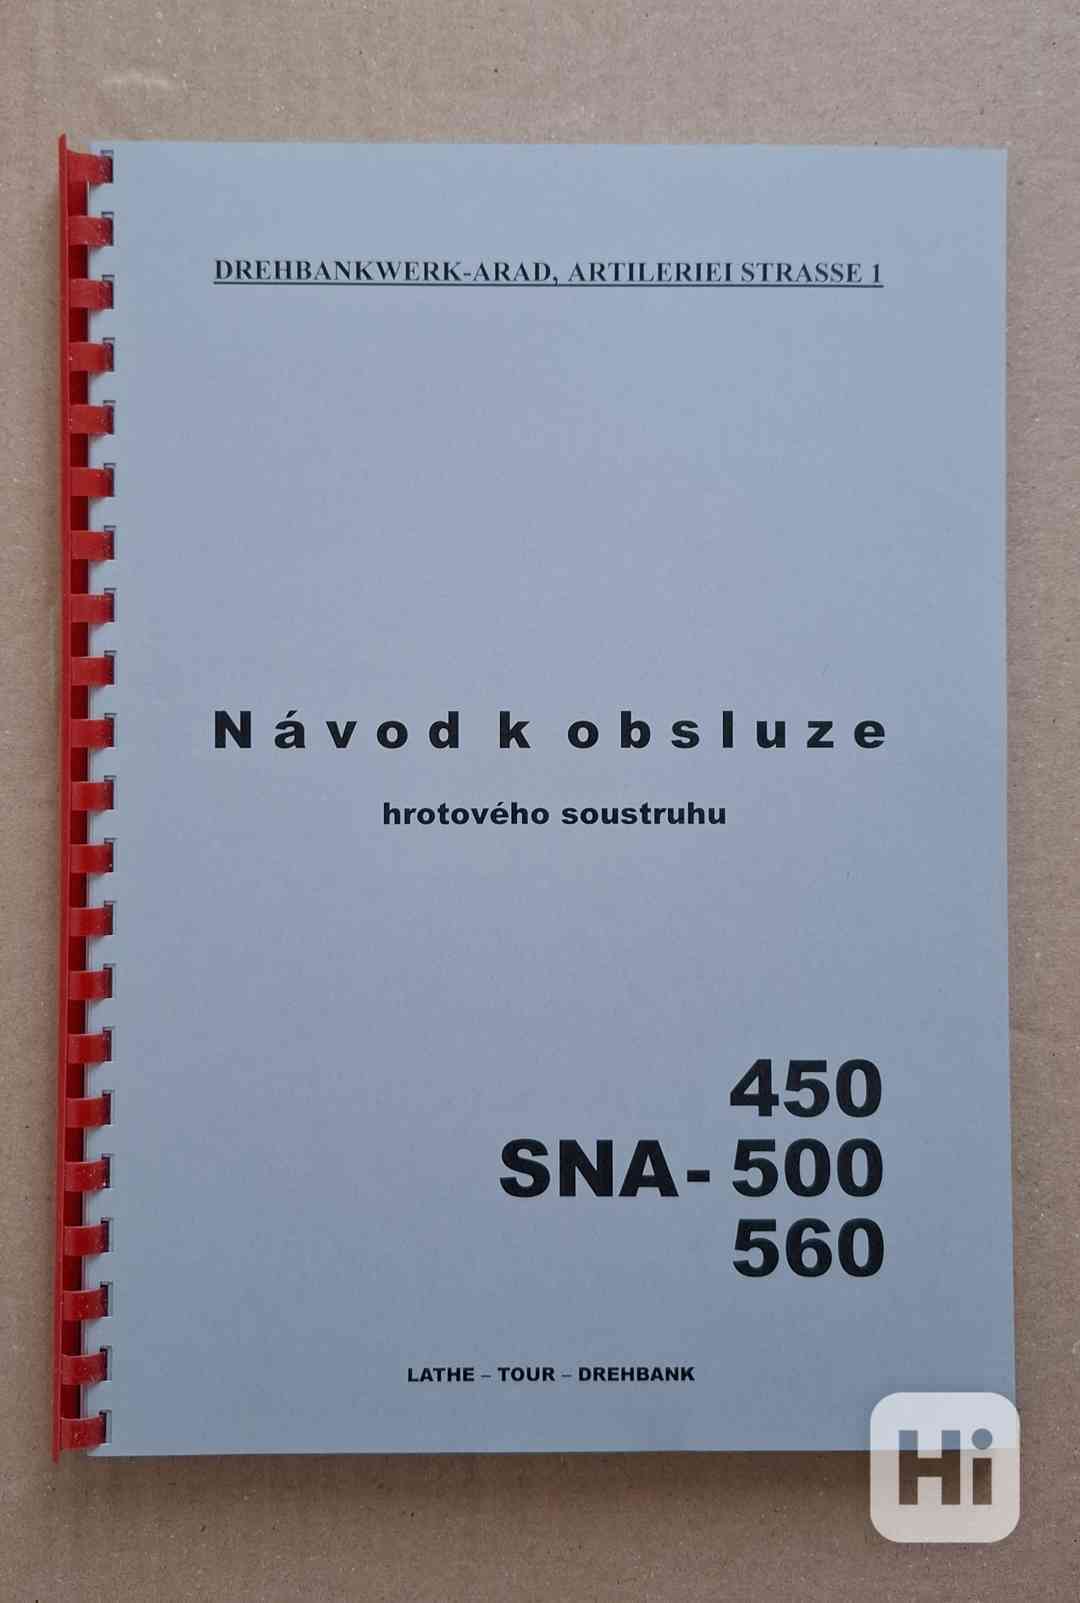 DREHBANKWERK-ARAD, ARTILERIEI STRASSE 1
Návod k obsluze
hrotového soustruhu
450
SNA- 500
560
LATHE – TOUR – DREHBANK
Hi